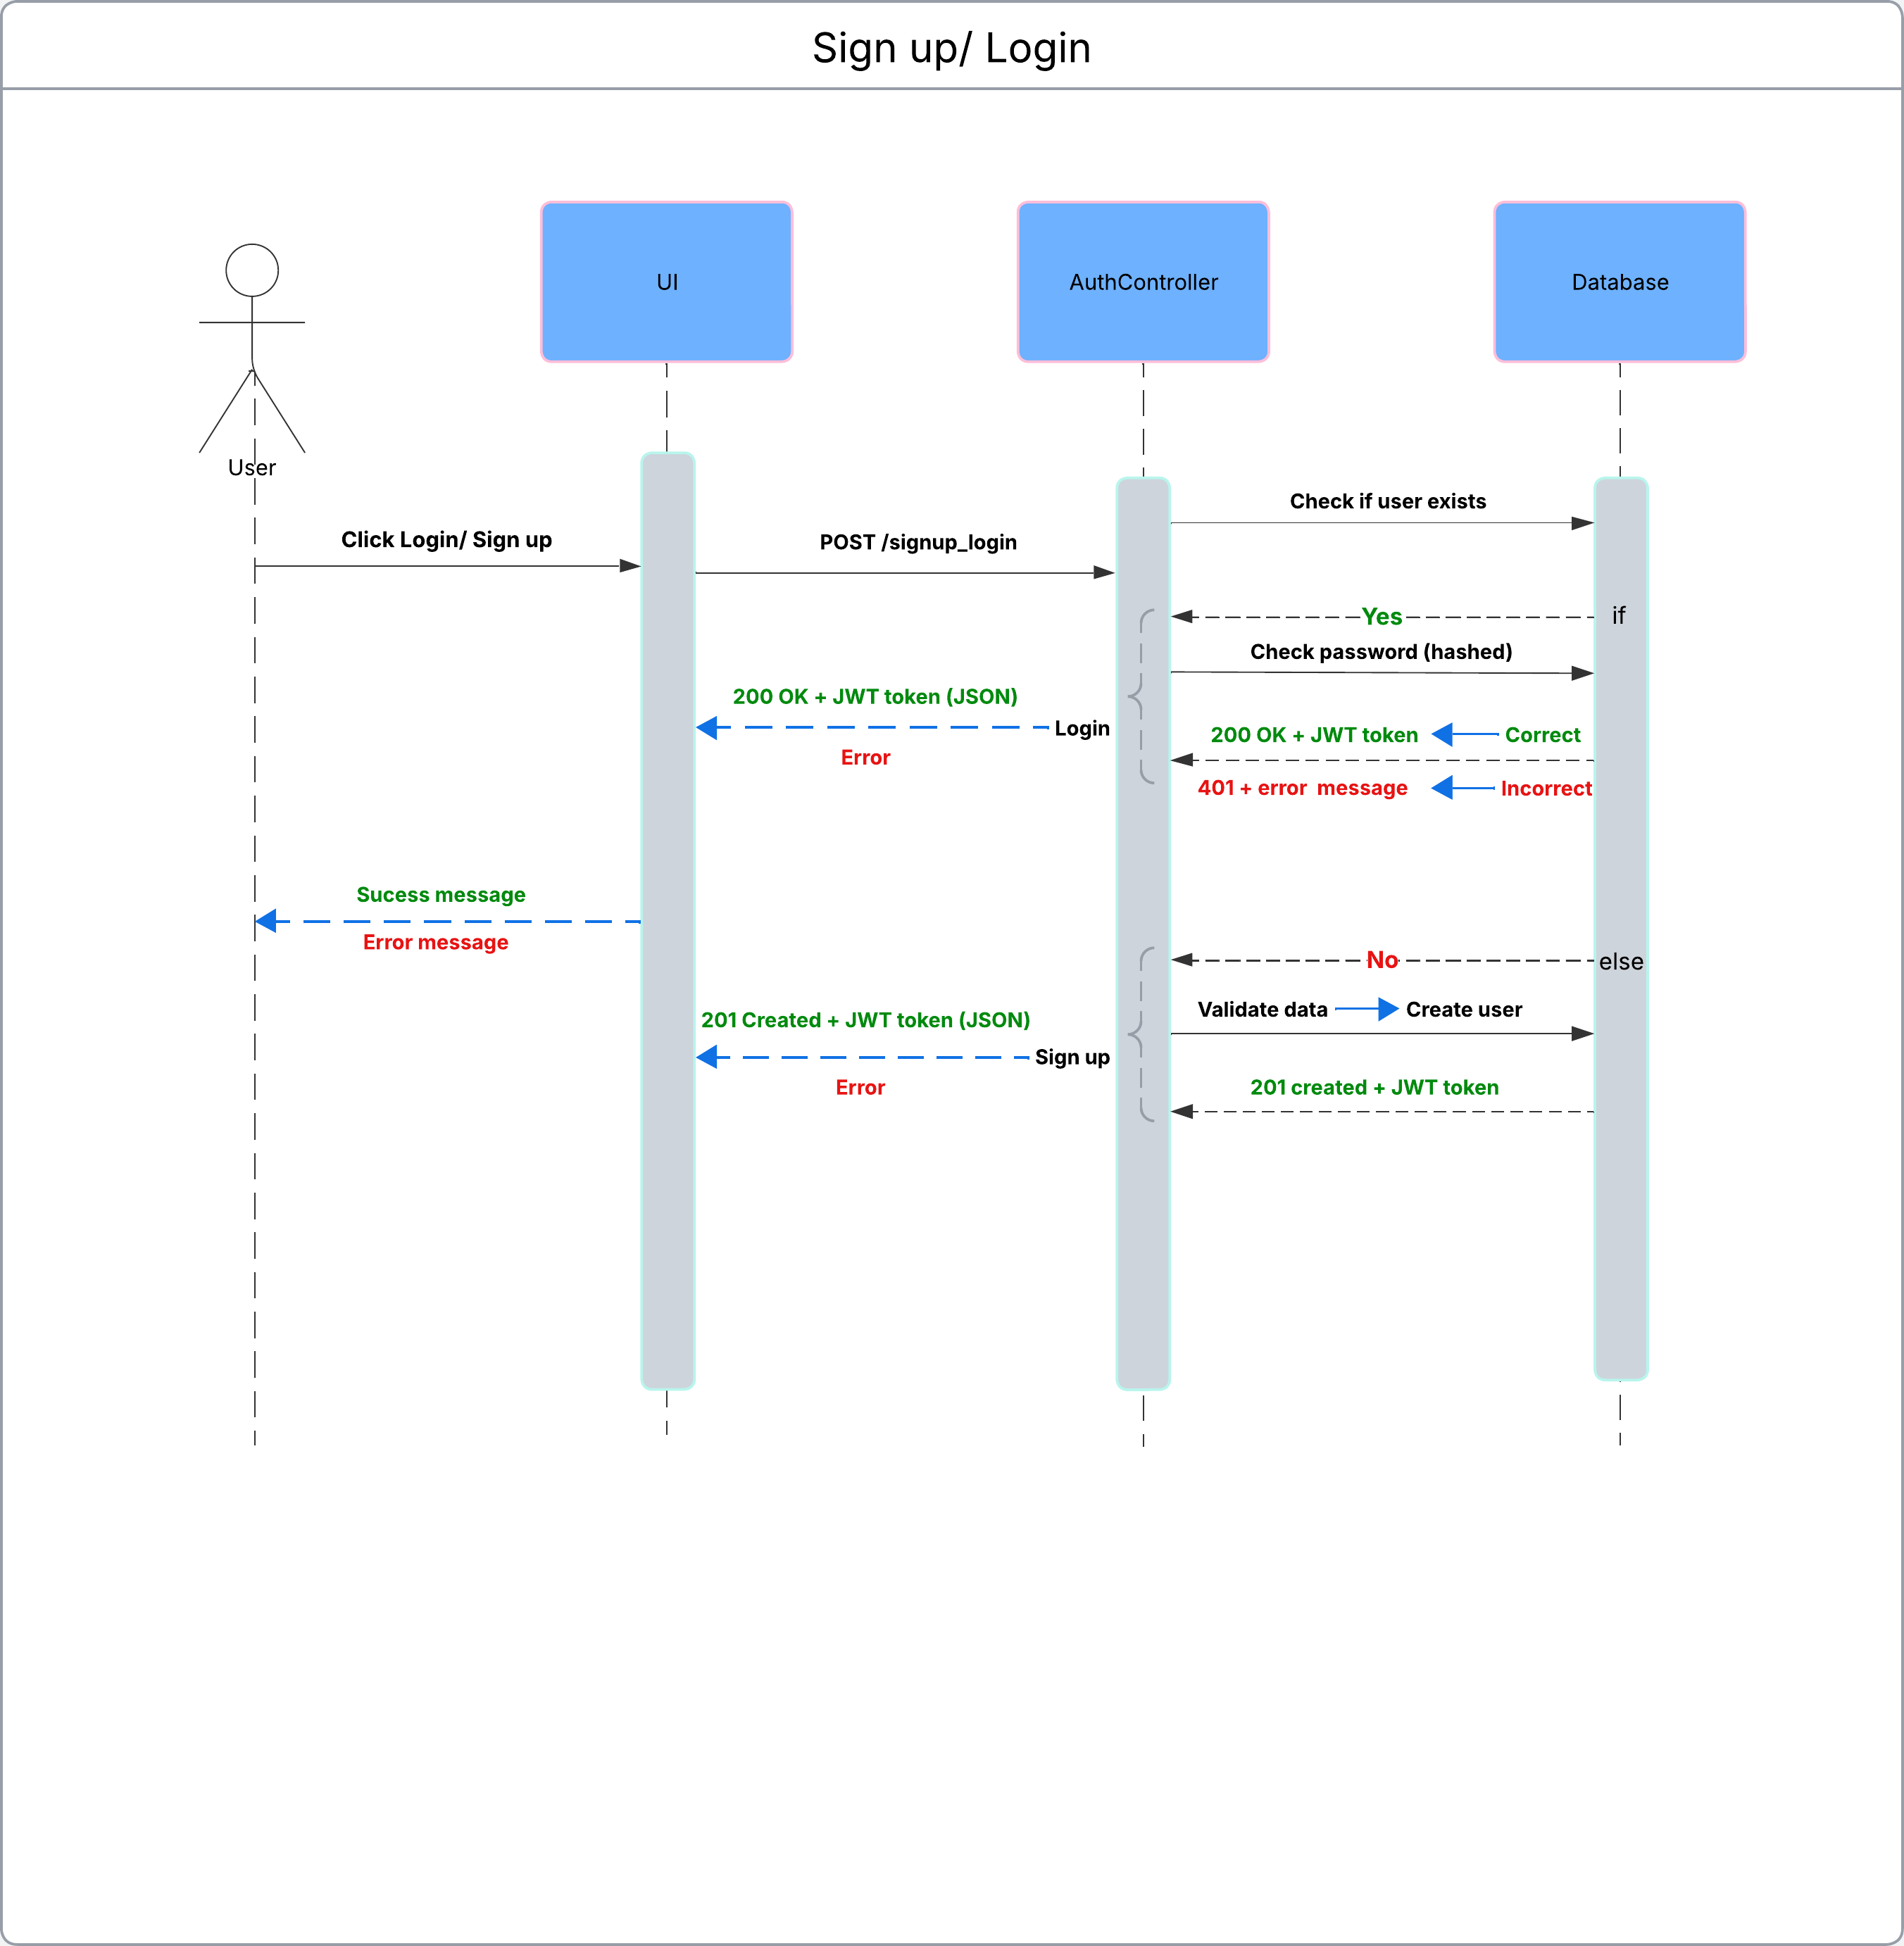 Sign up/ Login
UI
AuthController
Database
User
Check if user exists
Click Login/ Sign up
POST /signup_login
Yes
if
Check password (hashed)
200 OK + JWT token (JSON)
Login
Error
200 OK + JWT token
Correct
401 + error message
Incorrect
Sucess message
Error message
No
else
Validate data
Create user
201 Created + JWT token (JSON)
Sign up
Error
201 created + JWT token